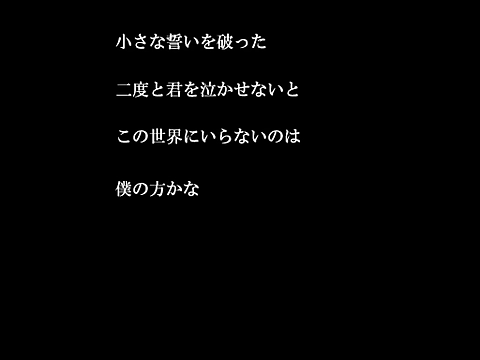 小さな誓いを破った
二度と君を泣かせないと
この世界にいらないのは
僕の方かな